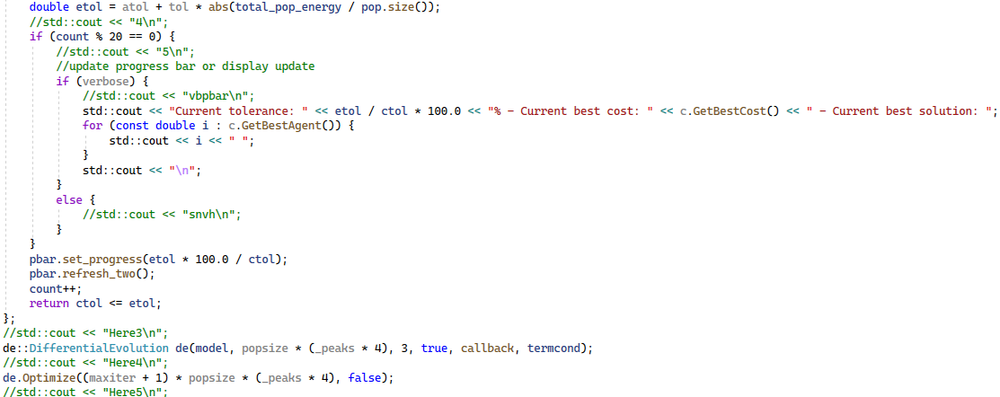 double etol = atol + tol * abs(total_pop_energy / pop.size());
//std::cout << "4\n";
if (count % 20 == 0) {
//std::cout << "5\n";
//update progress bar or display update
if (verbose) {
//std::cout << "vbpbar\n";
std::cout << "Current tolerance: " << etol / ctol * 100.0 << "% - Current best cost: " << c.GetBestCost() << " - Current best solution: ";
for (const double i : c.GetBestAgent()) {
std::cout << i << " ";
}
std::cout << "\n";
}
else {
//std::cout << "snvh\n";
}
}
pbar.set_progress(etol * 100.0 / ctol);
pbar.refresh_two();
count++;
return ctol <= etol;
};
//std::cout << "Here3\n";
de::DifferentialEvolution de(model, popsize * (_peaks * 4), 3, true, callback, termcond);
//std::cout << "Here4\n";
de.Optimize((maxiter + 1) * popsize * (_peaks * 4), false);
//std::cout << "Here5\n";